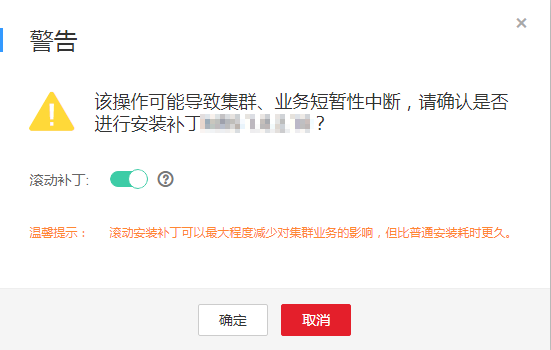 警告
该操作可能导致集群、业务短暂性中断，请确认是否
进行安装补丁？
滚动补丁:
温馨提示： 滚动安装补丁可以最大程度减少对集群业务的影响，但比普通安装耗时更久。
确定 取消